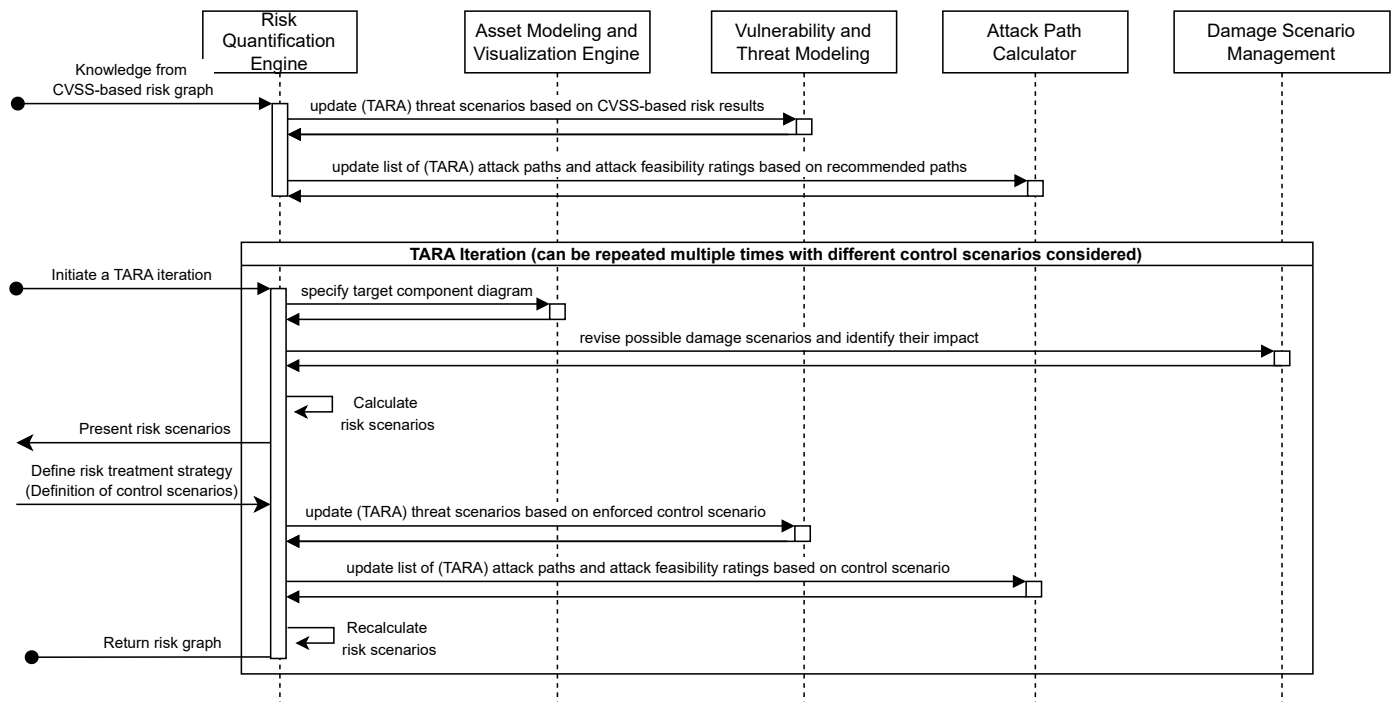 Risk
Quantification
Engine
Asset Modeling and
Visualization Engine
Vulnerability and
Threat Modeling
Attack Path
Calculator
Damage Scenario
Management
Knowledge from
CVSS-based risk graph
update (TARA) threat scenarios based on CVSS-based risk results
update list of (TARA) attack paths and attack feasibility ratings based on recommended paths
TARA Iteration (can be repeated multiple times with different control scenarios considered)
Initiate a TARA iteration
specify target component diagram
revise possible damage scenarios and identify their impact
Calculate
risk scenarios
Present risk scenarios
Define risk treatment strategy
(Definition of control scenarios)
update (TARA) threat scenarios based on enforced control scenario
update list of (TARA) attack paths and attack feasibility ratings based on control scenario
Recalculate
risk scenarios
Return risk graph